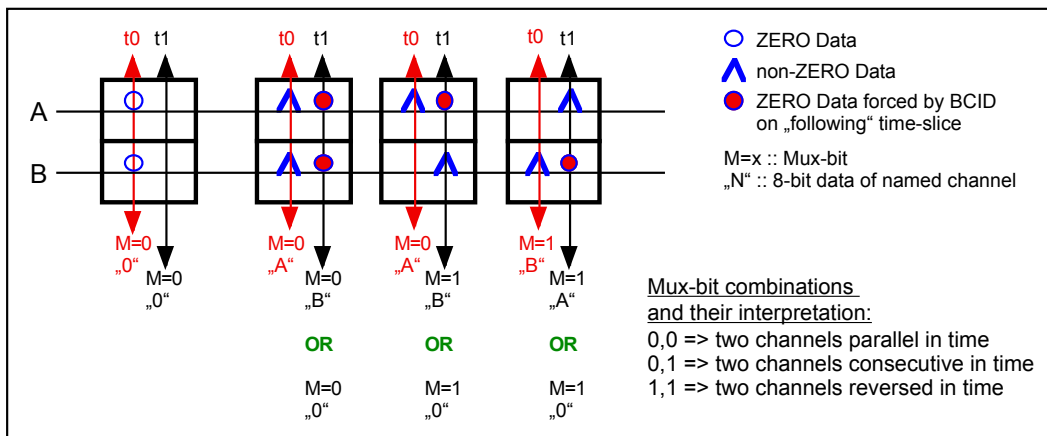 t0 t1 t0 t1 t0 t1 t0 t1
ZERO Data
non-ZERO Data
ZERO Data forced by BCID
on „following“ time-slice
M=x :: Mux-bit
„N“ :: 8-bit data of named channel
A
B
M=0 M=0 M=0 M=1
„0“ „A“ „A“ „B“
M=0 M=0 M=1 M=1
„0“ „B“ „B“ „A“
OR OR OR
M=0 M=1 M=1
„0“ „0“ „0“
Mux-bit combinations
and their interpretation:
0,0 => two channels parallel in time
0,1 => two channels consecutive in time
1,1 => two channels reversed in time